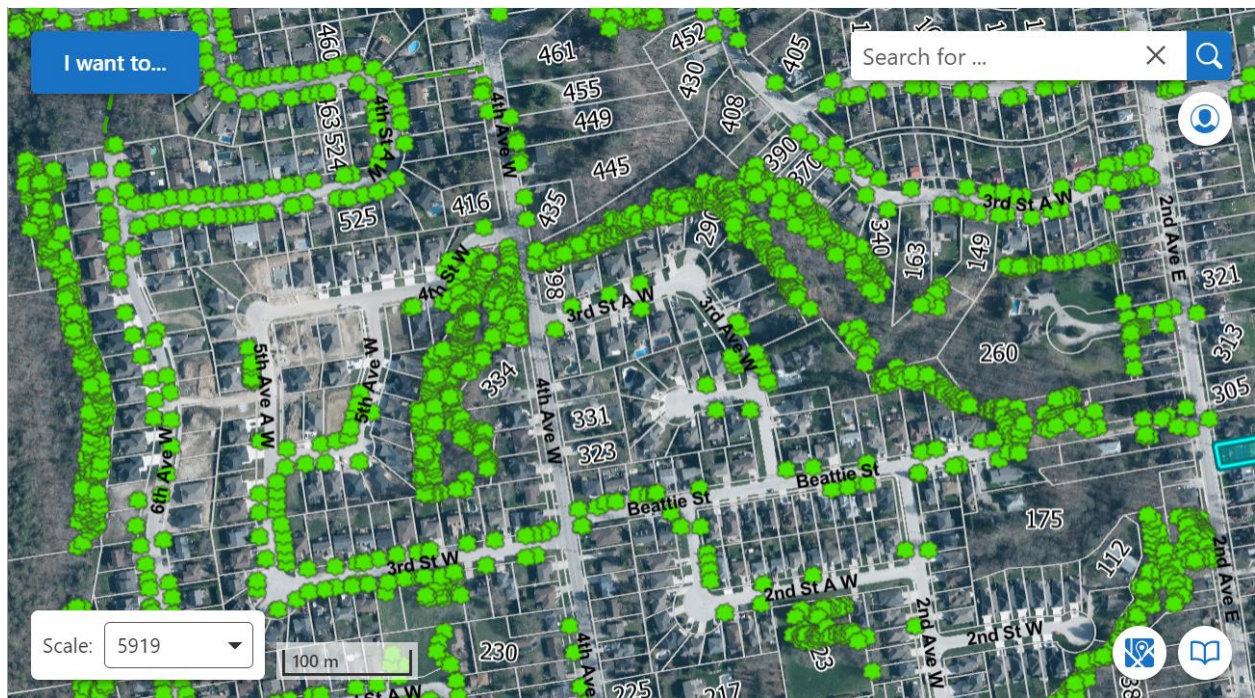 460
461
452
405
I want to...
Search for ...
430
455
4th Ave W
4th St A W
408
449
524
390
445
370
416
435
525
3rd St A W
2nd Ave E
290
340
163
149
4th St W
398
321
3rd St A W
3rd Ave W
313
260
5th Ave W
5th Ave A W
334
305
4th Ave W
331
323
6th Ave W
Beattie St
Beattie St
175
112
2nd Ave E
3rd St W
2nd St A W
2nd Ave W
2nd St W
Scale:
5919
100 m
230
4th Ave
225
217